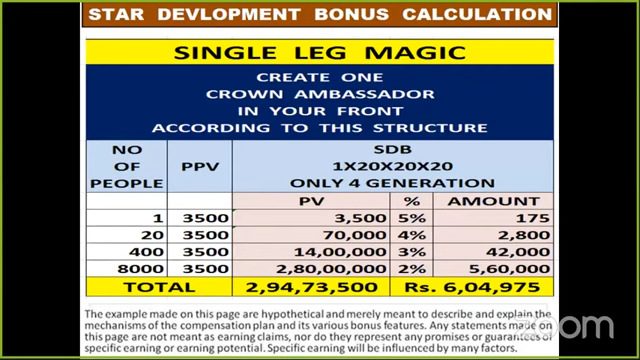 STAR DEVLOPMENT BONUS CALCULATION
SINGLE LEG MAGIC
CREATE ONE
CROWN AMBASSADOR
IN YOUR FRONT
ACCORDING TO THIS STRUCTURE
NO OF PEOPLE PPV SDB
1X20X20X20
ONLY 4 GENERATION
PV % AMOUNT
1 3500 3,500 5% 175
20 3500 70,000 4% 2,800
400 3500 14,00,000 3% 42,000
8000 3500 2,80,00,000 2% 5,60,000
TOTAL 2,94,73,500 Rs. 6,04,975
The example made on this page are hypothetical and merely meant to describe and explain the
mechanisms of the compensation plan and its various bonus features. Any statements made
this page are not meant as earning claims, nor do they represent any promises or guarantees of
specific earning or earning potential. Specific earning will be influenced by many factors.
zoom